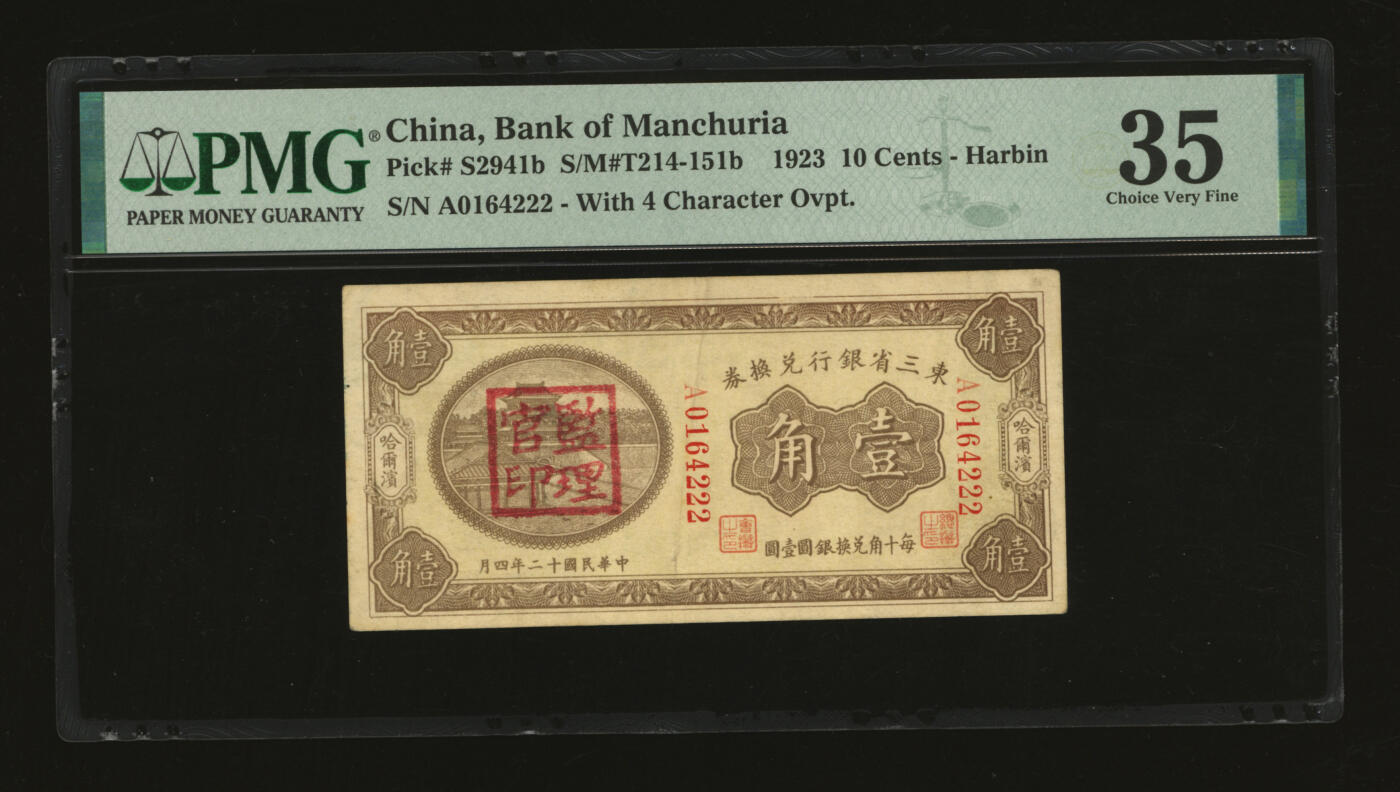 PMG®
PAPER MONEY GUARANTY
China, Bank of Manchuria
Pick# S2941b S/M#T214-151b 1923 10 Cents - Harbin
S/N A0164222 - With 4 Character Ovpt.
35
Choice Very Fine
角壹
角壹
券換兌行銀省三東
A0164222
A0164222
哈爾濱
哈爾濱
監理
官印
角壹
圓壹圓銀換兌角十每
月四年二十國民華中
角壹
角壹